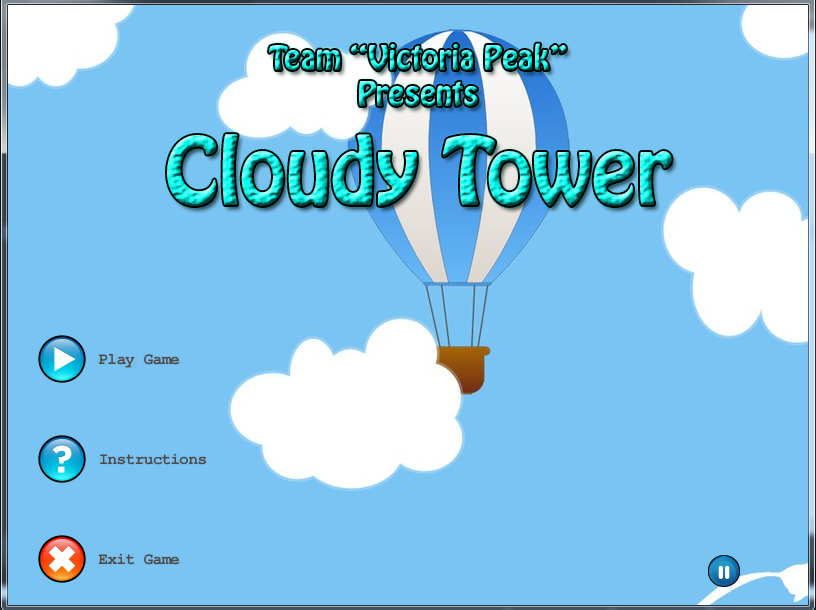 Team “Victoria Peak”
Presents
Cloudy Tower
Play Game
Instructions
Exit Game